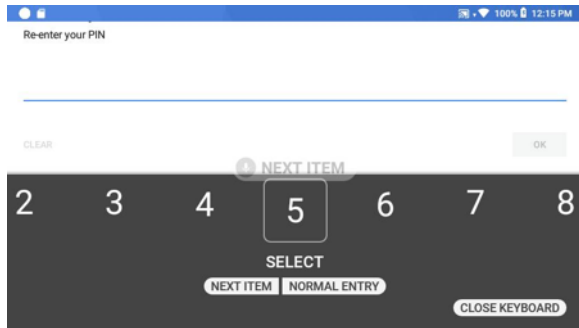 100% 12:15 PM
Re-enter your PIN
CLEAR
OK
NEXT ITEM
2 3 4 5 6 7 8
SELECT
NEXT ITEM NORMAL ENTRY
CLOSE KEYBOARD